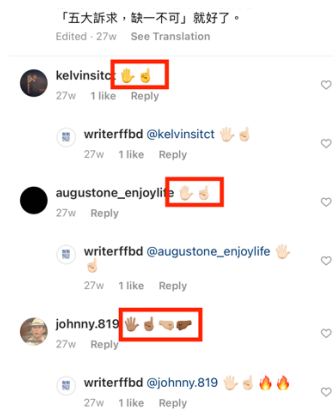 「五大訴求，缺一不可」就好了。
Edited · 27w See Translation
kelvinsitct ✋☝️
27w 1 like Reply
writerffbd @kelvinsitct 🖐🏻☝🏻
27w 1 like Reply
augustone_enjoylife 🖐🏻☝🏻
27w Reply
writerffbd @augustone_enjoylife 🖐🏻
☝🏻
27w 1 like Reply
johnny.819 🖐🏽☝🏽🤜🏼🤛🏾
27w Reply
writerffbd @johnny.819 🖐🏻☝🏻🔥🔥
27w 1 like Reply